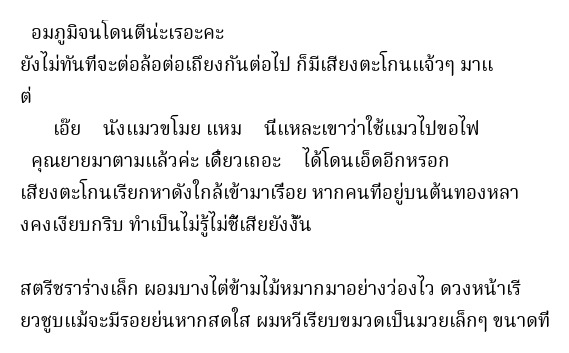 อมภูมิจนโดนตีน่ะเรอะคะ
ยังไม่ทันที่จะต่อล้อต่อเถียงกันต่อไป ก็มีเสียงตะโกนแจ้วๆ มาแ
ต่
เอ๊ย นังแมวขโมย แหม นี่แหละเขาว่าใช้แมวไปขอไฟ
คุณยายมาตามแล้วค่ะ เดี๋ยวเถอะ ได้โดนเอ็ดอีกหรอก
เสียงตะโกนเรียกหาดังใกล้เข้ามาเรื่อย หากคนที่อยู่บนต้นทองหลา
งคงเงียบกริบ ทำเป็นไม่รู้ไม่ชี้เสียยังงั้น
สตรีชราร่างเล็ก ผอมบางไต่ข้ามไม้หมากมาอย่างว่องไว ดวงหน้าเรี
ยวชูบแม้จะมีรอยย่นหากสดใส ผมหวีเรียบขมวดเป็นมวยเล็กๆ ขนาดที่